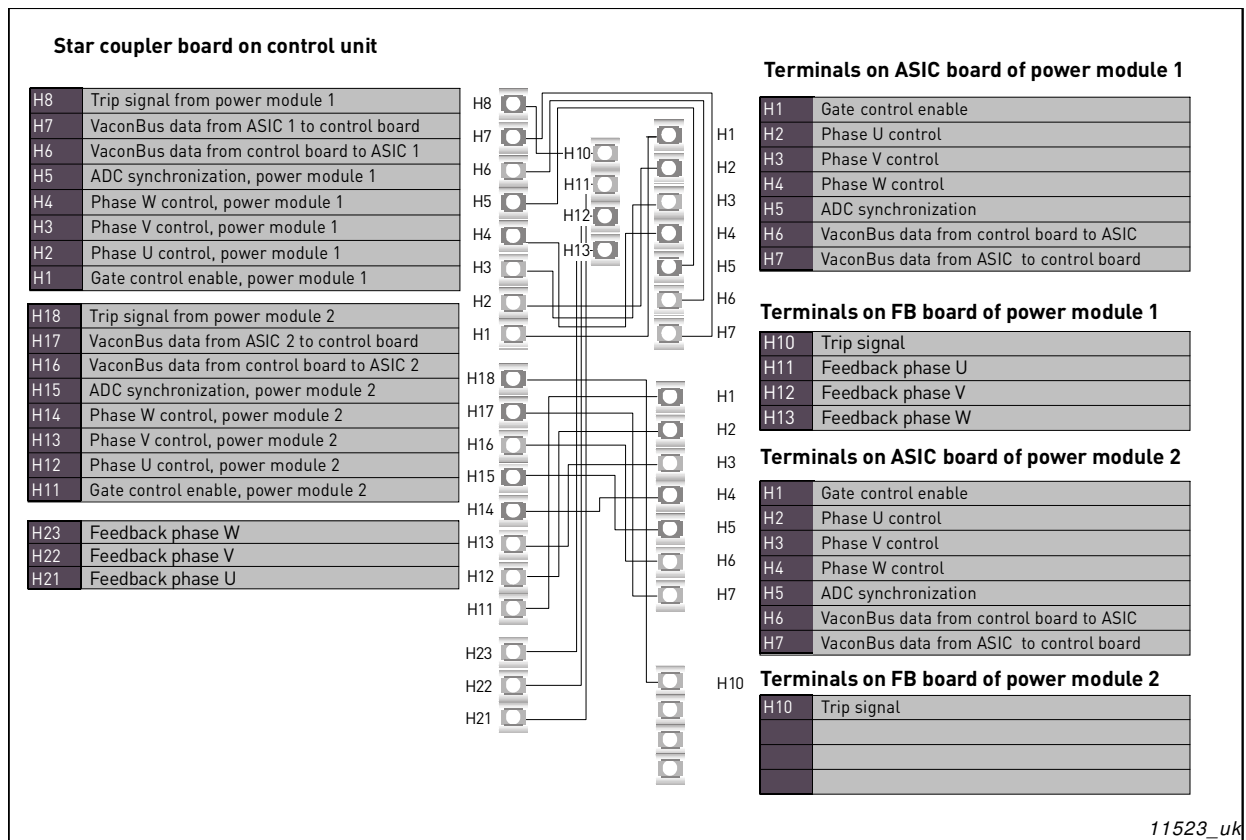 Star coupler board on control unit
H8 Trip signal from power module 1
H7 VaconBus data from ASIC 1 to control board
H6 VaconBus data from control board to ASIC 1
H5 ADC synchronization, power module 1
H4 Phase W control, power module 1
H3 Phase V control, power module 1
H2 Phase U control, power module 1
H1 Gate control enable, power module 1
H18 Trip signal from power module 2
H17 VaconBus data from ASIC 2 to control board
H16 VaconBus data from control board to ASIC 2
H15 ADC synchronization, power module 2
H14 Phase W control, power module 2
H13 Phase V control, power module 2
H12 Phase U control, power module 2
H11 Gate control enable, power module 2
H23 Feedback phase W
H22 Feedback phase V
H21 Feedback phase U
H8
H7
H6
H5
H4
H3
H2
H1
H18
H17
H16
H15
H14
H13
H12
H11
H23
H22
H21
H10
H11
H12
H13
H1
H2
H3
H4
H5
H6
H7
H1
H2
H3
H4
H5
H6
H7
H10
Terminals on ASIC board of power module 1
H1 Gate control enable
H2 Phase U control
H3 Phase V control
H4 Phase W control
H5 ADC synchronization
H6 VaconBus data from control board to ASIC
H7 VaconBus data from ASIC to control board
Terminals on FB board of power module 1
H10 Trip signal
H11 Feedback phase U
H12 Feedback phase V
H13 Feedback phase W
Terminals on ASIC board of power module 2
H1 Gate control enable
H2 Phase U control
H3 Phase V control
H4 Phase W control
H5 ADC synchronization
H6 VaconBus data from control board to ASIC
H7 VaconBus data from ASIC to control board
Terminals on FB board of power module 2
H10 Trip signal
11523_uk